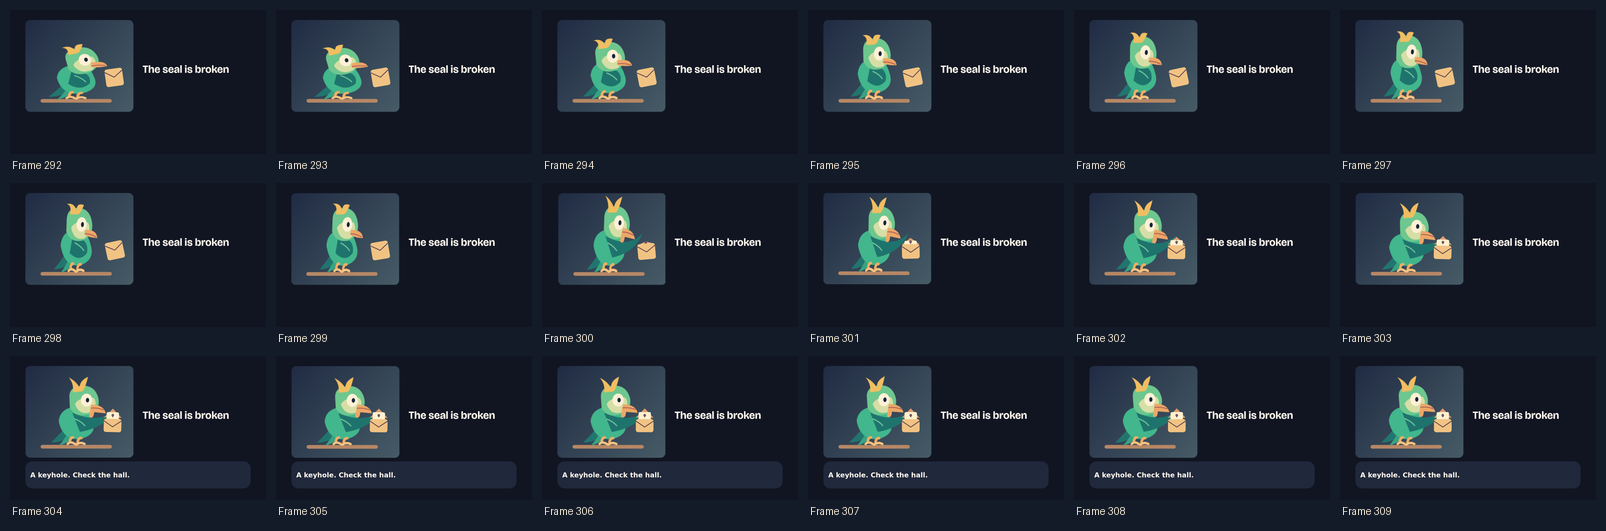 The seal is broken
The seal is broken
The seal is broken
The seal is broken
The seal is broken
The seal is broken
Frame 292
Frame 293
Frame 294
Frame 295
Frame 296
Frame 297
The seal is broken
The seal is broken
The seal is broken
The seal is broken
The seal is broken
The seal is broken
Frame 298
Frame 299
Frame 300
Frame 301
Frame 302
Frame 303
The seal is broken
The seal is broken
The seal is broken
The seal is broken
The seal is broken
The seal is broken
A keyhole. Check the hall.
A keyhole. Check the hall.
A keyhole. Check the hall.
A keyhole. Check the hall.
A keyhole. Check the hall.
A keyhole. Check the hall.
Frame 304
Frame 305
Frame 306
Frame 307
Frame 308
Frame 309